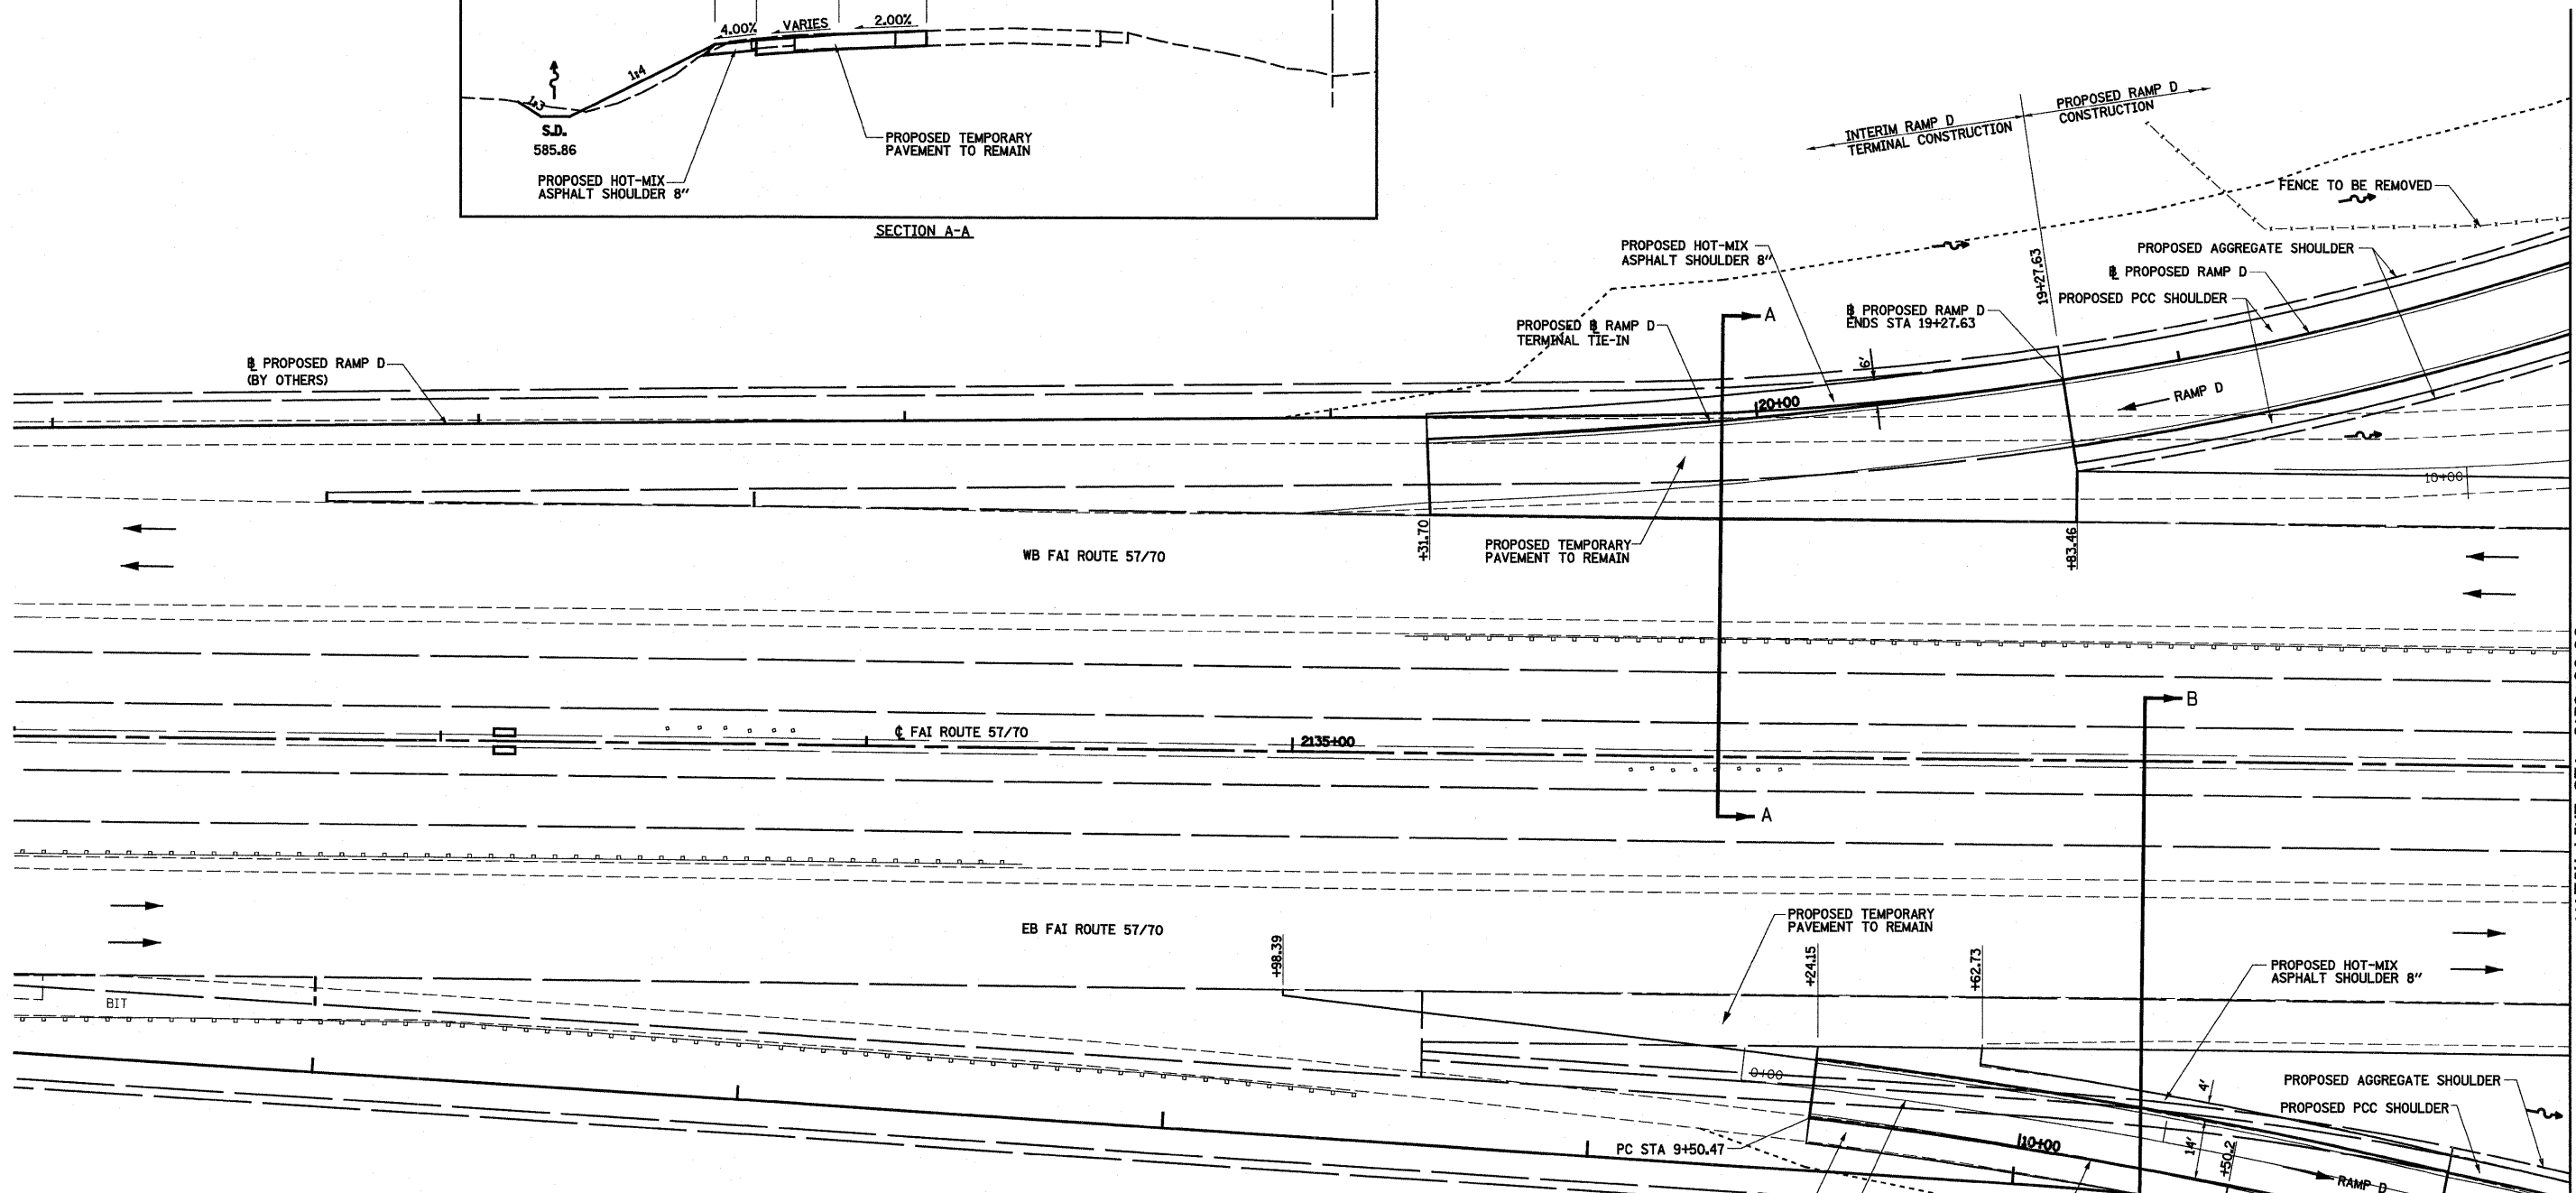 4.00%
VARIES
2.00%
1:4
1:3
S.D.
585.86
PROPOSED TEMPORARY
PAVEMENT TO REMAIN
PROPOSED HOT-MIX
ASPHALT SHOULDER 8"
SECTION A-A
INTERIM RAMP D
TERMINAL CONSTRUCTION
PROPOSED RAMP D
CONSTRUCTION
FENCE TO BE REMOVED
PROPOSED HOT-MIX
ASPHALT SHOULDER 8"
19+27.63
PROPOSED AGGREGATE SHOULDER
℄ PROPOSED RAMP D
PROPOSED PCC SHOULDER
A
PROPOSED ℄ RAMP D
TERMINAL TIE-IN
℄ PROPOSED RAMP D
ENDS STA 19+27.63
6'
℄ PROPOSED RAMP D
(BY OTHERS)
20+00
RAMP D
10+00
+31.70
PROPOSED TEMPORARY
PAVEMENT TO REMAIN
+83.46
WB FAI ROUTE 57/70
B
℄ FAI ROUTE 57/70
2135+00
A
EB FAI ROUTE 57/70
PROPOSED TEMPORARY
PAVEMENT TO REMAIN
+98.39
+24.15
+62.73
PROPOSED HOT-MIX
ASPHALT SHOULDER 8"
BIT
0+00
4'
PROPOSED AGGREGATE SHOULDER
PROPOSED PCC SHOULDER
PC STA 9+50.47
10+00
14'
+50.2
RAMP D